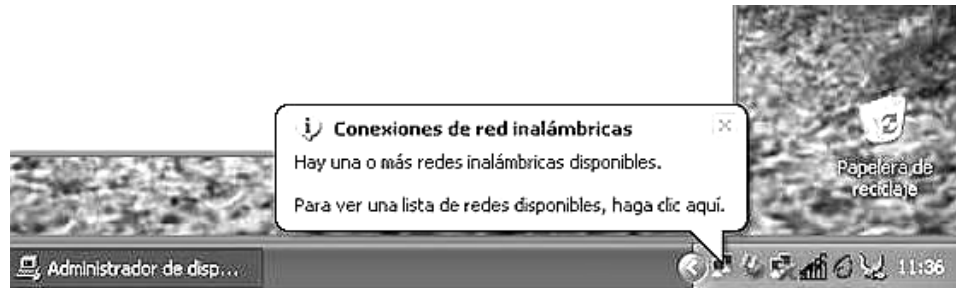 Conexiones de red inalámbricas
Hay una o más redes inalámbricas disponibles.
Para ver una lista de redes disponibles, haga clic aquí.
Papelera de
reciclaje
Administrador de disp...
11:36